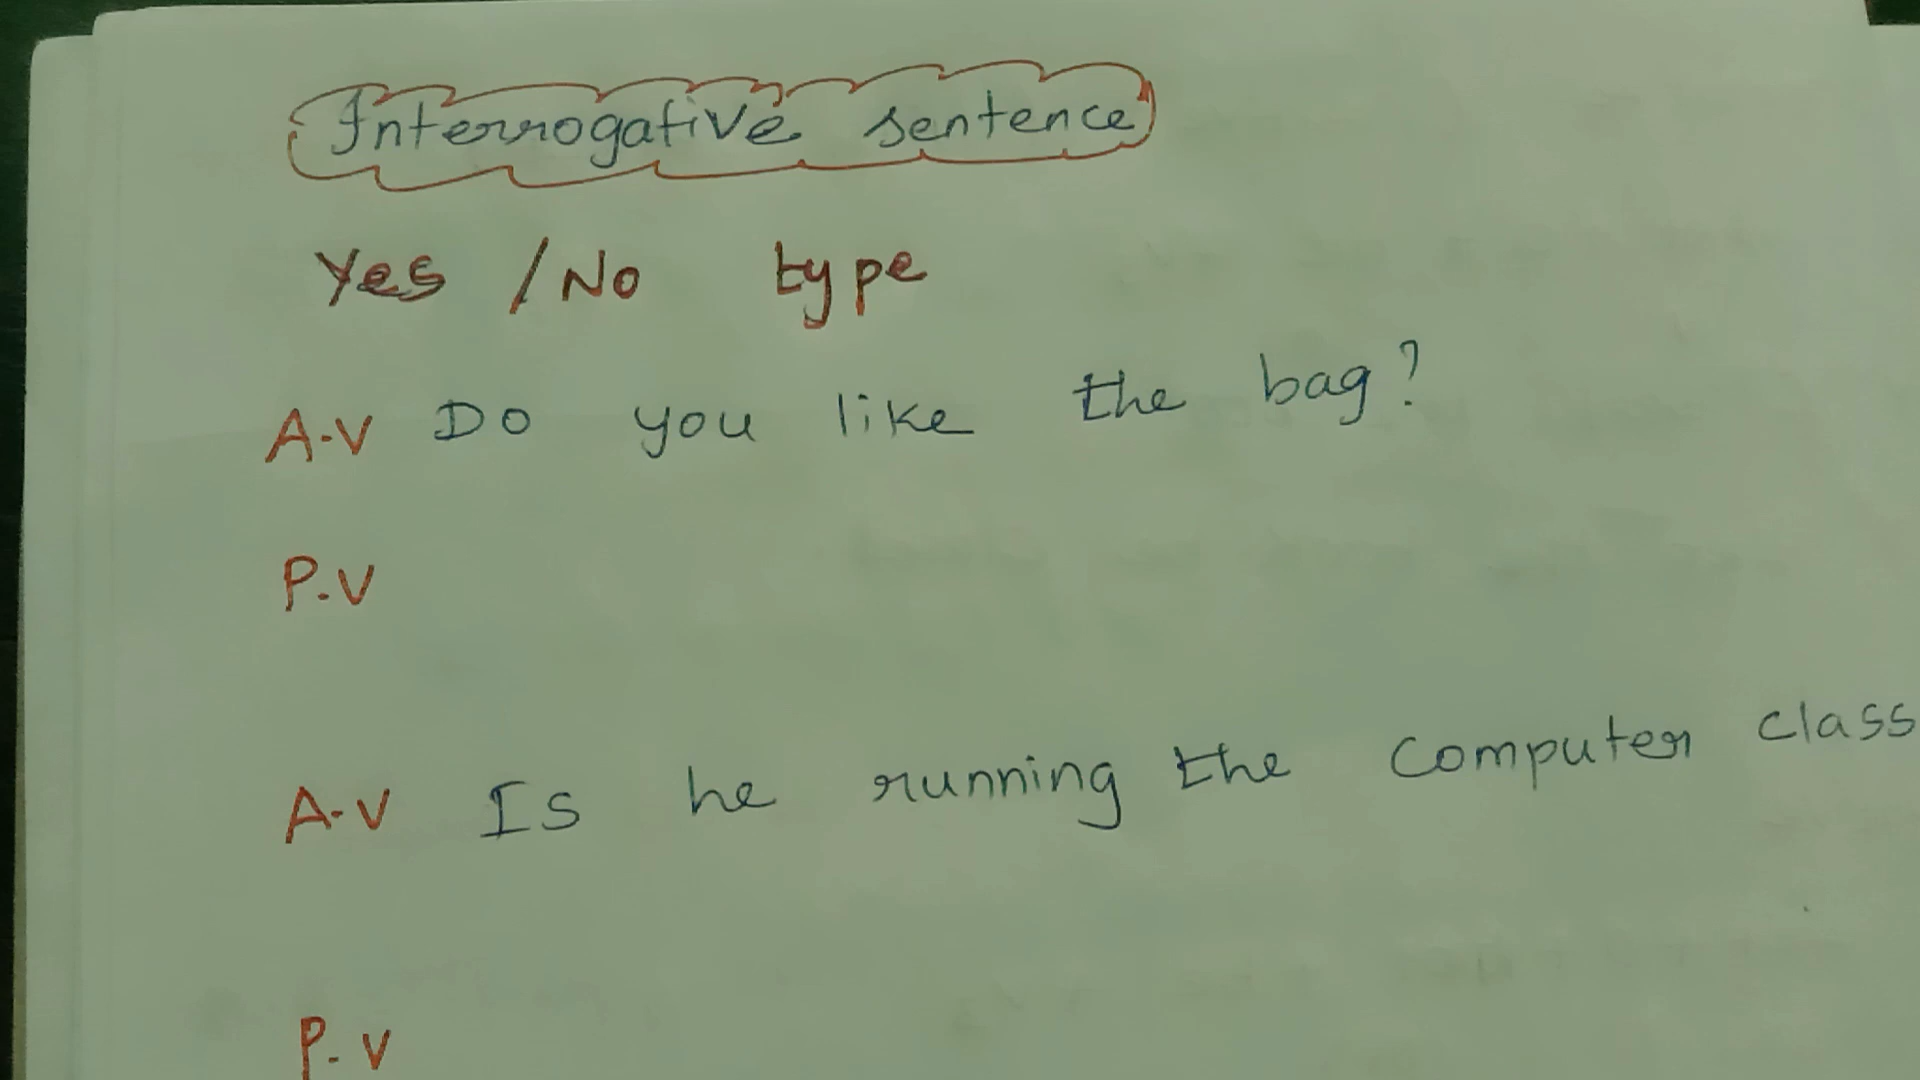 Interrogative sentence
Yes / No type
A-V Do you like the bag?
P.V
A-V Is he running the computer class
P-V